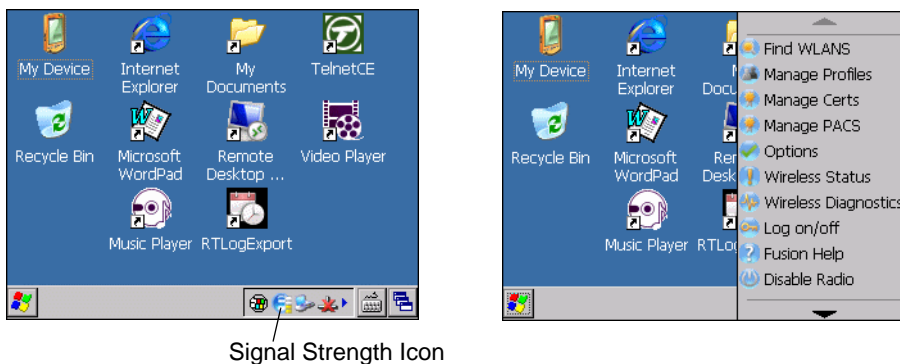 My Device
Internet
Explorer
My
Documents
TelnetCE
Recycle Bin
Microsoft
WordPad
Remote
Desktop ...
Video Player
Music Player
RTLogExport
Signal Strength Icon
My Device
Internet
Explorer
Recycle Bin
Microsoft
WordPad
Music Player
Find WLANS
Manage Profiles
Manage Certs
Manage PACS
Options
Wireless Status
Wireless Diagnostics
Log on/off
Fusion Help
Disable Radio